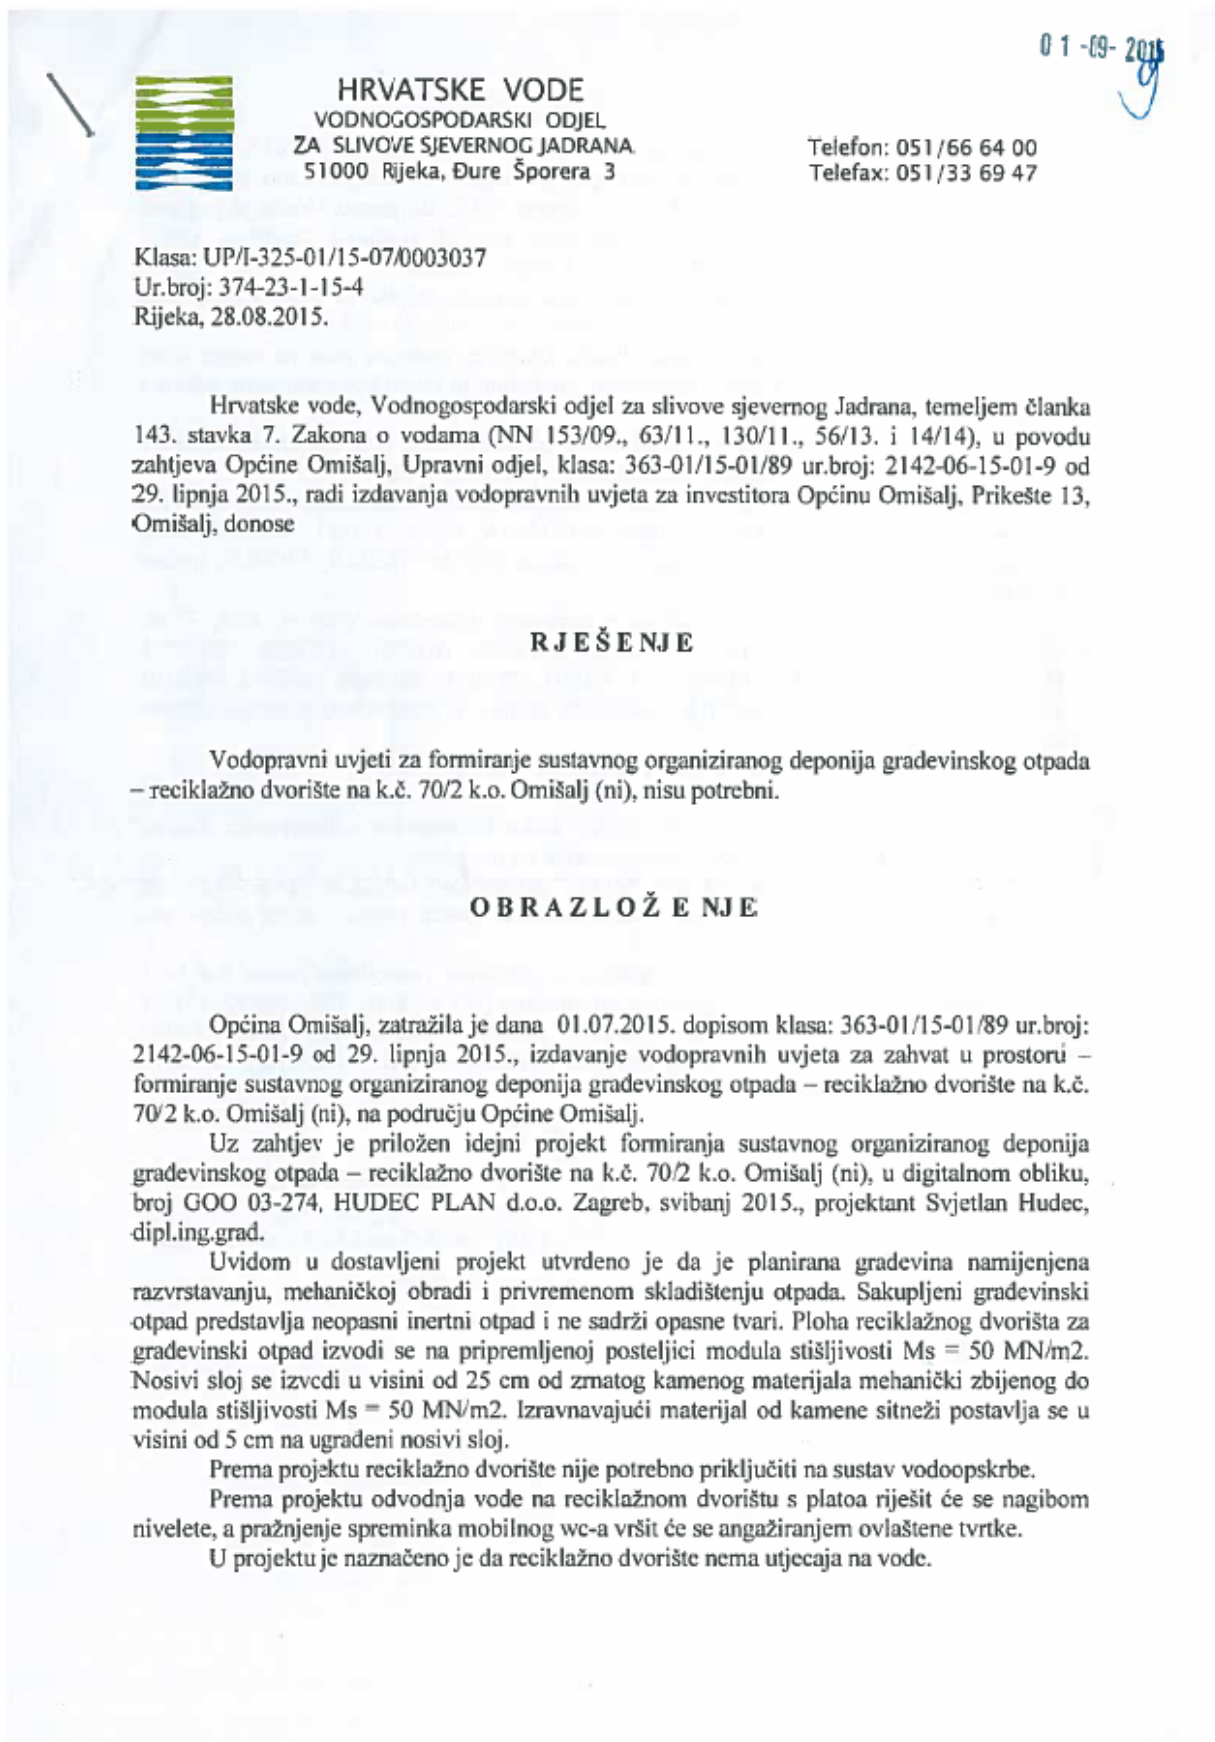 01-09-2015
HRVATSKE VODE
VODNOGOSPODARSKI ODJEL
ZA SLIVOVE SJEVERNOG JADRANA
51000 Rijeka, Đure Šporera 3
Telefon: 051/66 64 00
Telefax: 051/33 69 47
Klasa: UP/I-325-01/15-07/0003037
Ur.broj: 374-23-1-15-4
Rijeka, 28.08.2015.
Hrvatske vode, Vodnogospodarski odjel za slivove sjevernog Jadrana, temeljem članka
143. stavka 7. Zakona o vodama (NN 153/09., 63/11., 130/11., 56/13. i 14/14), u povodu
zahtjeva Općine Omišalj, Upravni odjel, klasa: 363-01/15-01/89 ur.broj: 2142-06-15-01-9 od
29. lipnja 2015., radi izdavanja vodopravnih uvjeta za investitora Općinu Omišalj, Prikešte 13,
Omišalj, donose
RJEŠENJE
Vodopravni uvjeti za formiranje sustavnog organiziranog deponija građevinskog otpada
– reciklažno dvorište na k.č. 70/2 k.o. Omišalj (ni), nisu potrebni.
OBRAZLOŽENJE
Općina Omišalj, zatražila je dana 01.07.2015. dopisom klasa: 363-01/15-01/89 ur.broj:
2142-06-15-01-9 od 29. lipnja 2015., izdavanje vodopravnih uvjeta za zahvat u prostoru –
formiranje sustavnog organiziranog deponija građevinskog otpada – reciklažno dvorište na k.č.
70/2 k.o. Omišalj (ni), na području Općine Omišalj.
Uz zahtjev je priložen idejni projekt formiranja sustavnog organiziranog deponija
građevinskog otpada – reciklažno dvorište na k.č. 70/2 k.o. Omišalj (ni), u digitalnom obliku,
broj GOO 03-274, HUDEC PLAN d.o.o. Zagreb, svibanj 2015., projektant Svjetlan Hudec,
dipl.ing.grad.
Uvidom u dostavljeni projekt utvrđeno je da je planirana građevina namijenjena
razvrstavanju, mehaničkoj obradi i privremenom skladištenju otpada. Sakupljeni građevinski
otpad predstavlja neopasni inertni otpad i ne sadrži opasne tvari. Ploha reciklažnog dvorišta za
građevinski otpad izvodi se na pripremljenoj posteljici modula stišljivosti Ms = 50 MN/m2.
Nosivi sloj se izvodi u visini od 25 cm od zrnatog kamenog materijala mehanički zbijenog do
modula stišljivosti Ms = 50 MN/m2. Izravnavajući materijal od kamene sitneži postavlja se u
visini od 5 cm na ugrađeni nosivi sloj.
Prema projektu reciklažno dvorište nije potrebno priključiti na sustav vodoopskrbe.
Prema projektu odvodnja vode na reciklažnom dvorištu s platoa riješit će se nagibom
nivelete, a pražnjenje spreminka mobilnog wc-a vršit će se angažiranjem ovlaštene tvrtke.
U projektu je naznačeno je da reciklažno dvorište nema utjecaja na vode.